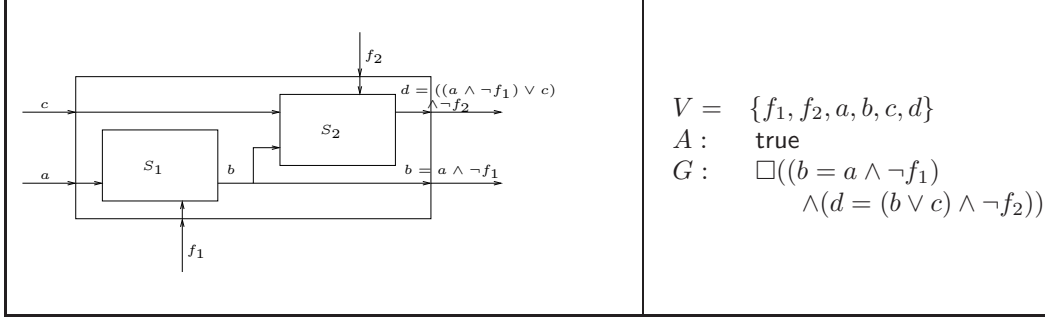 f₂
d = ((a ∧ ¬f₁) ∨ c)
∧¬f₂
c
S₂
S₁
b
b = a ∧ ¬f₁
a
f₁
V = {f₁, f₂, a, b, c, d}
A : true
G : □((b = a ∧ ¬f₁)
∧(d = (b ∨ c) ∧ ¬f₂))